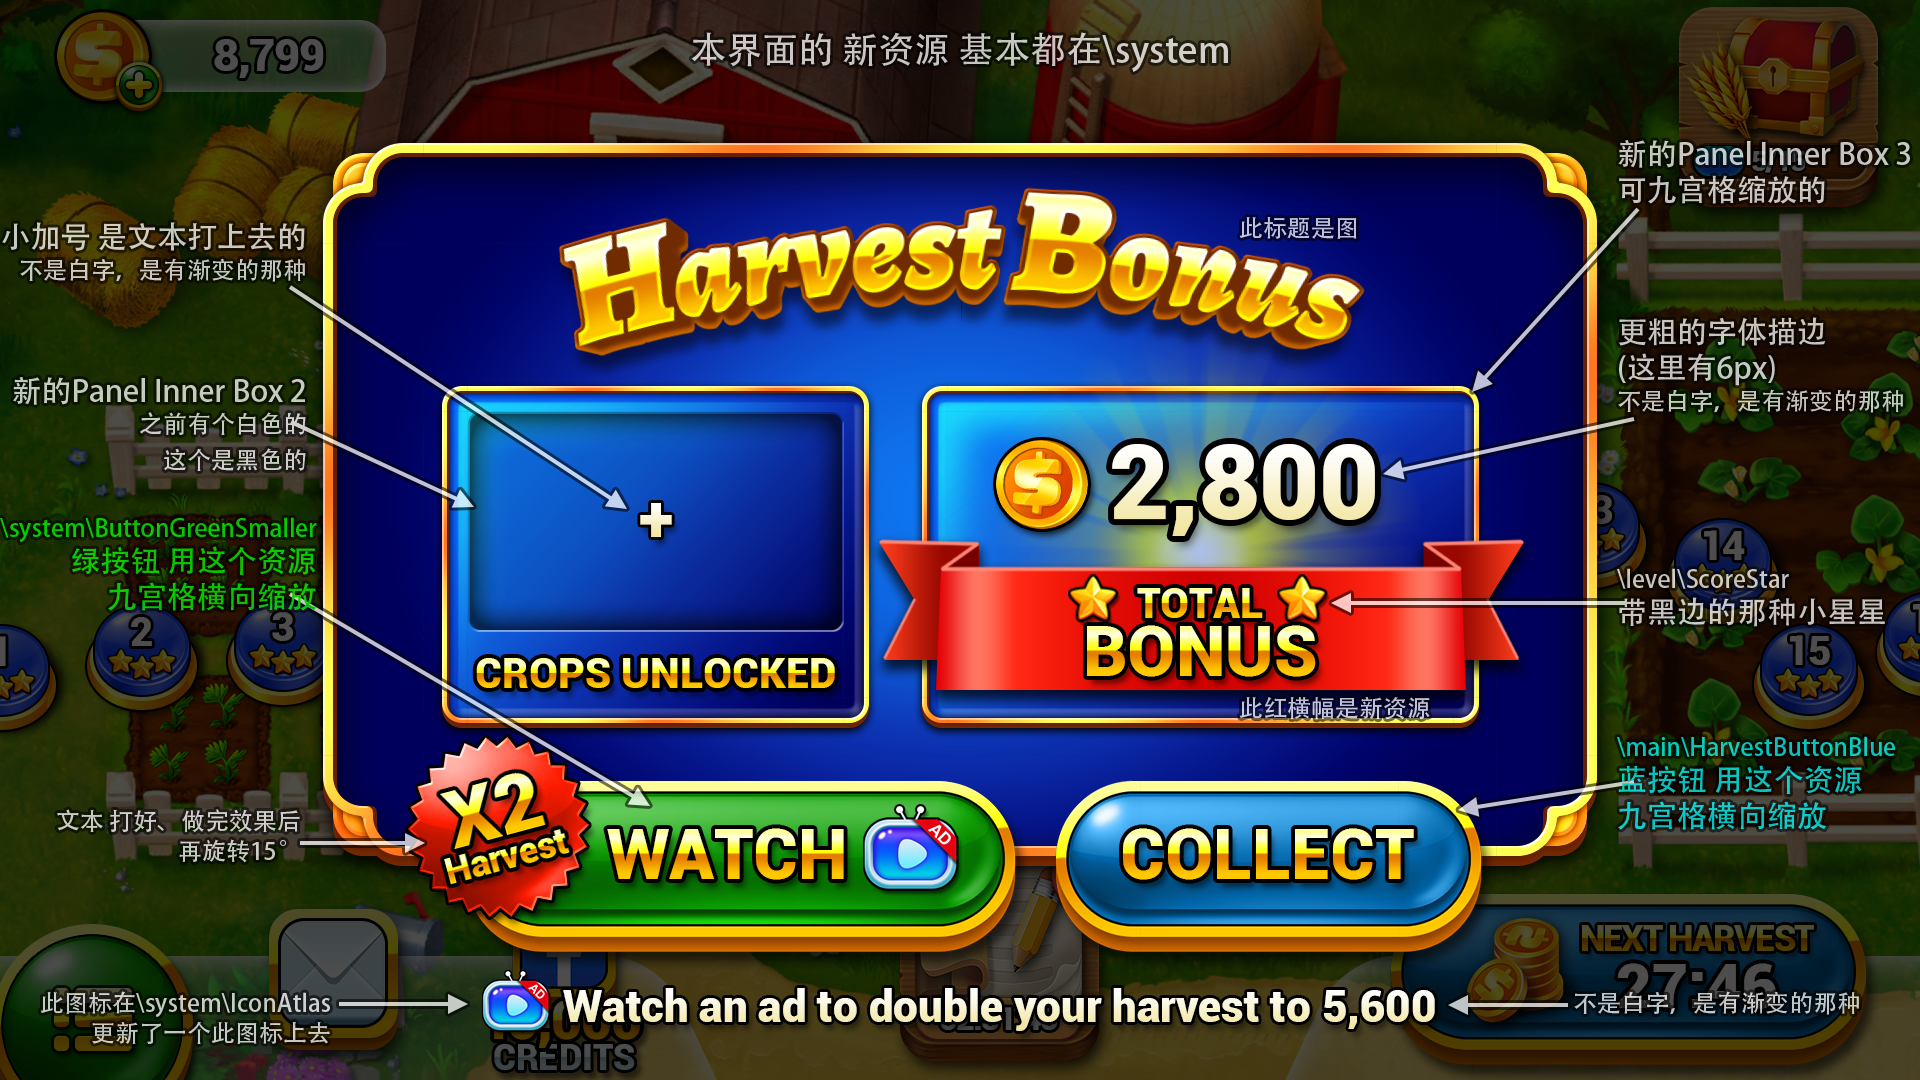 8,799
本界面的 新资源 基本都在\system
新的Panel Inner Box 3
可九宫格缩放的
Harvest Bonus
此标题是图
小加号 是文本打上去的
不是白字，是有渐变的那种
更粗的字体描边
(这里有6px)
不是白字，是有渐变的那种
新的Panel Inner Box 2
之前有个白色的
这个是黑色的
+
2,800
\system\ButtonGreenSmaller
绿按钮 用这个资源
九宫格横向缩放
14
\level\ScoreStar
带黑边的那种小星星
TOTAL
BONUS
2
3
15
CROPS UNLOCKED
此红横幅是新资源
\main\HarvestButtonBlue
蓝按钮 用这个资源
九宫格横向缩放
X2
Harvest
文本 打好、做完效果后
再旋转15°
WATCH
AD
COLLECT
NEXT HARVEST
27:46
此图标在\system\IconAtlas
更新了一个此图标上去
AD
Watch an ad to double your harvest to 5,600
不是白字，是有渐变的那种
CREDITS